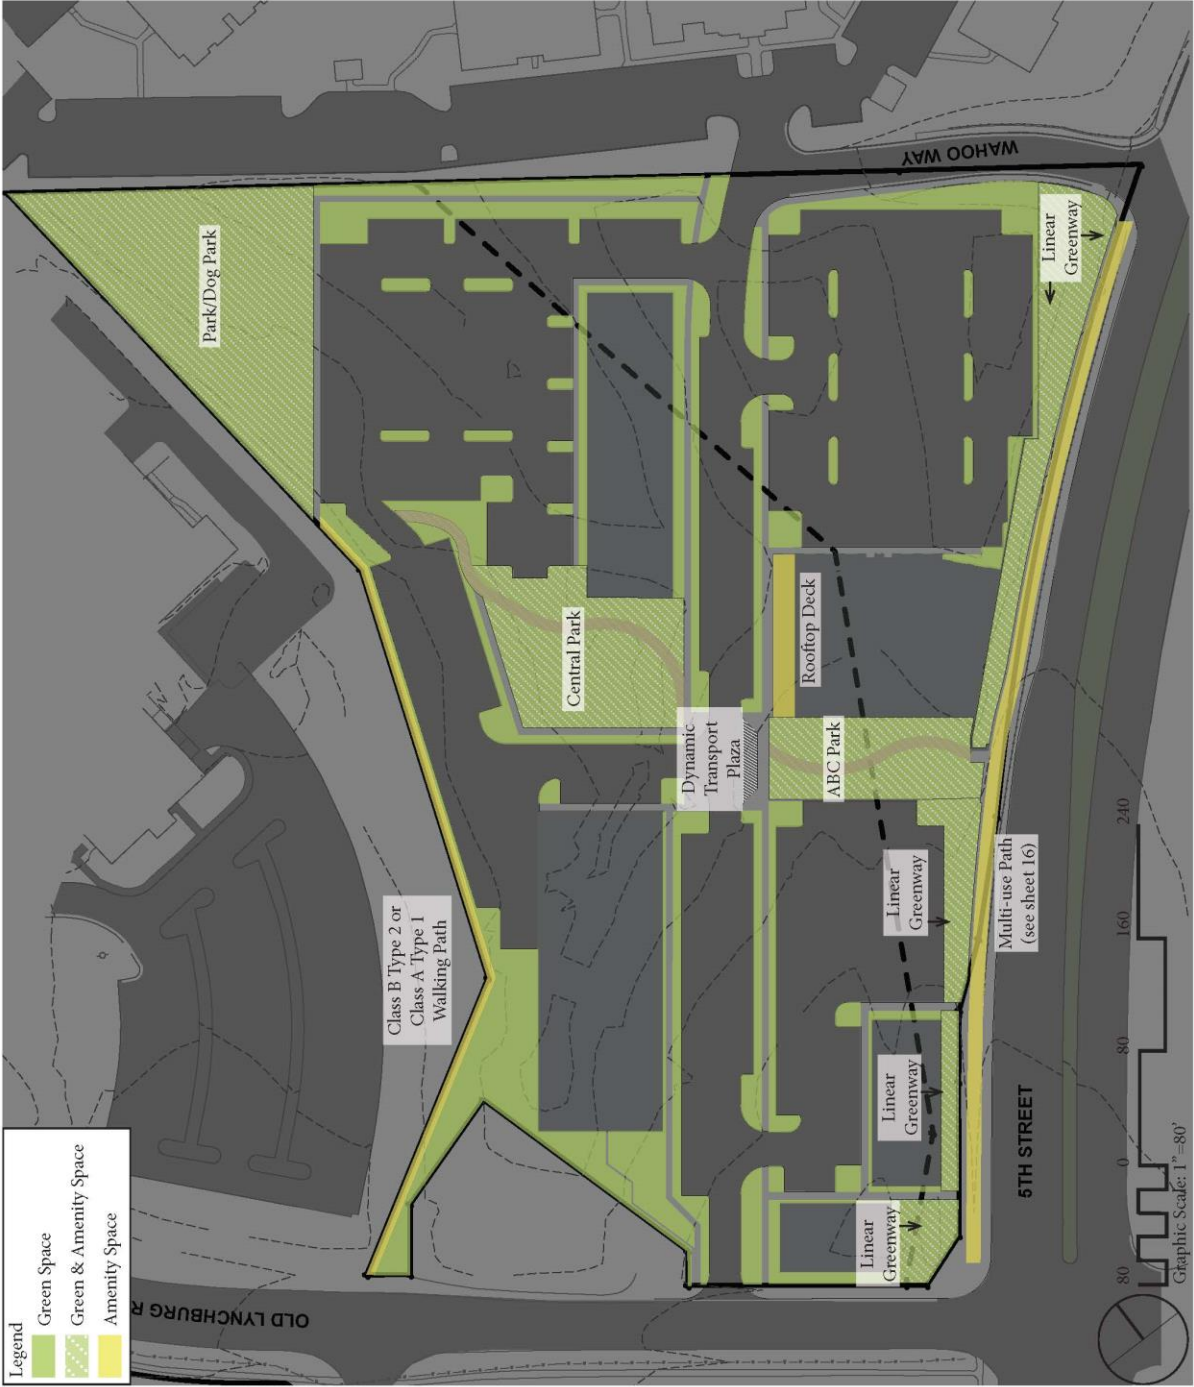 Legend
Green Space
Green & Amenity Space
Amenity Space
OLD LYNCHBURG R
Class B Type 2 or
Class A Type 1
Walking Path
Park/Dog Park
Central Park
Dynamic
Transport
Plaza
Rooftop Deck
ABC Park
WAHOO WAY
Linear
Greenway
Linear
Greenway
Linear
Greenway
Linear
Greenway
Multi-use Path
(see sheet 16)
5TH STREET
80
0
80
160
240
Graphic Scale: 1"=80'